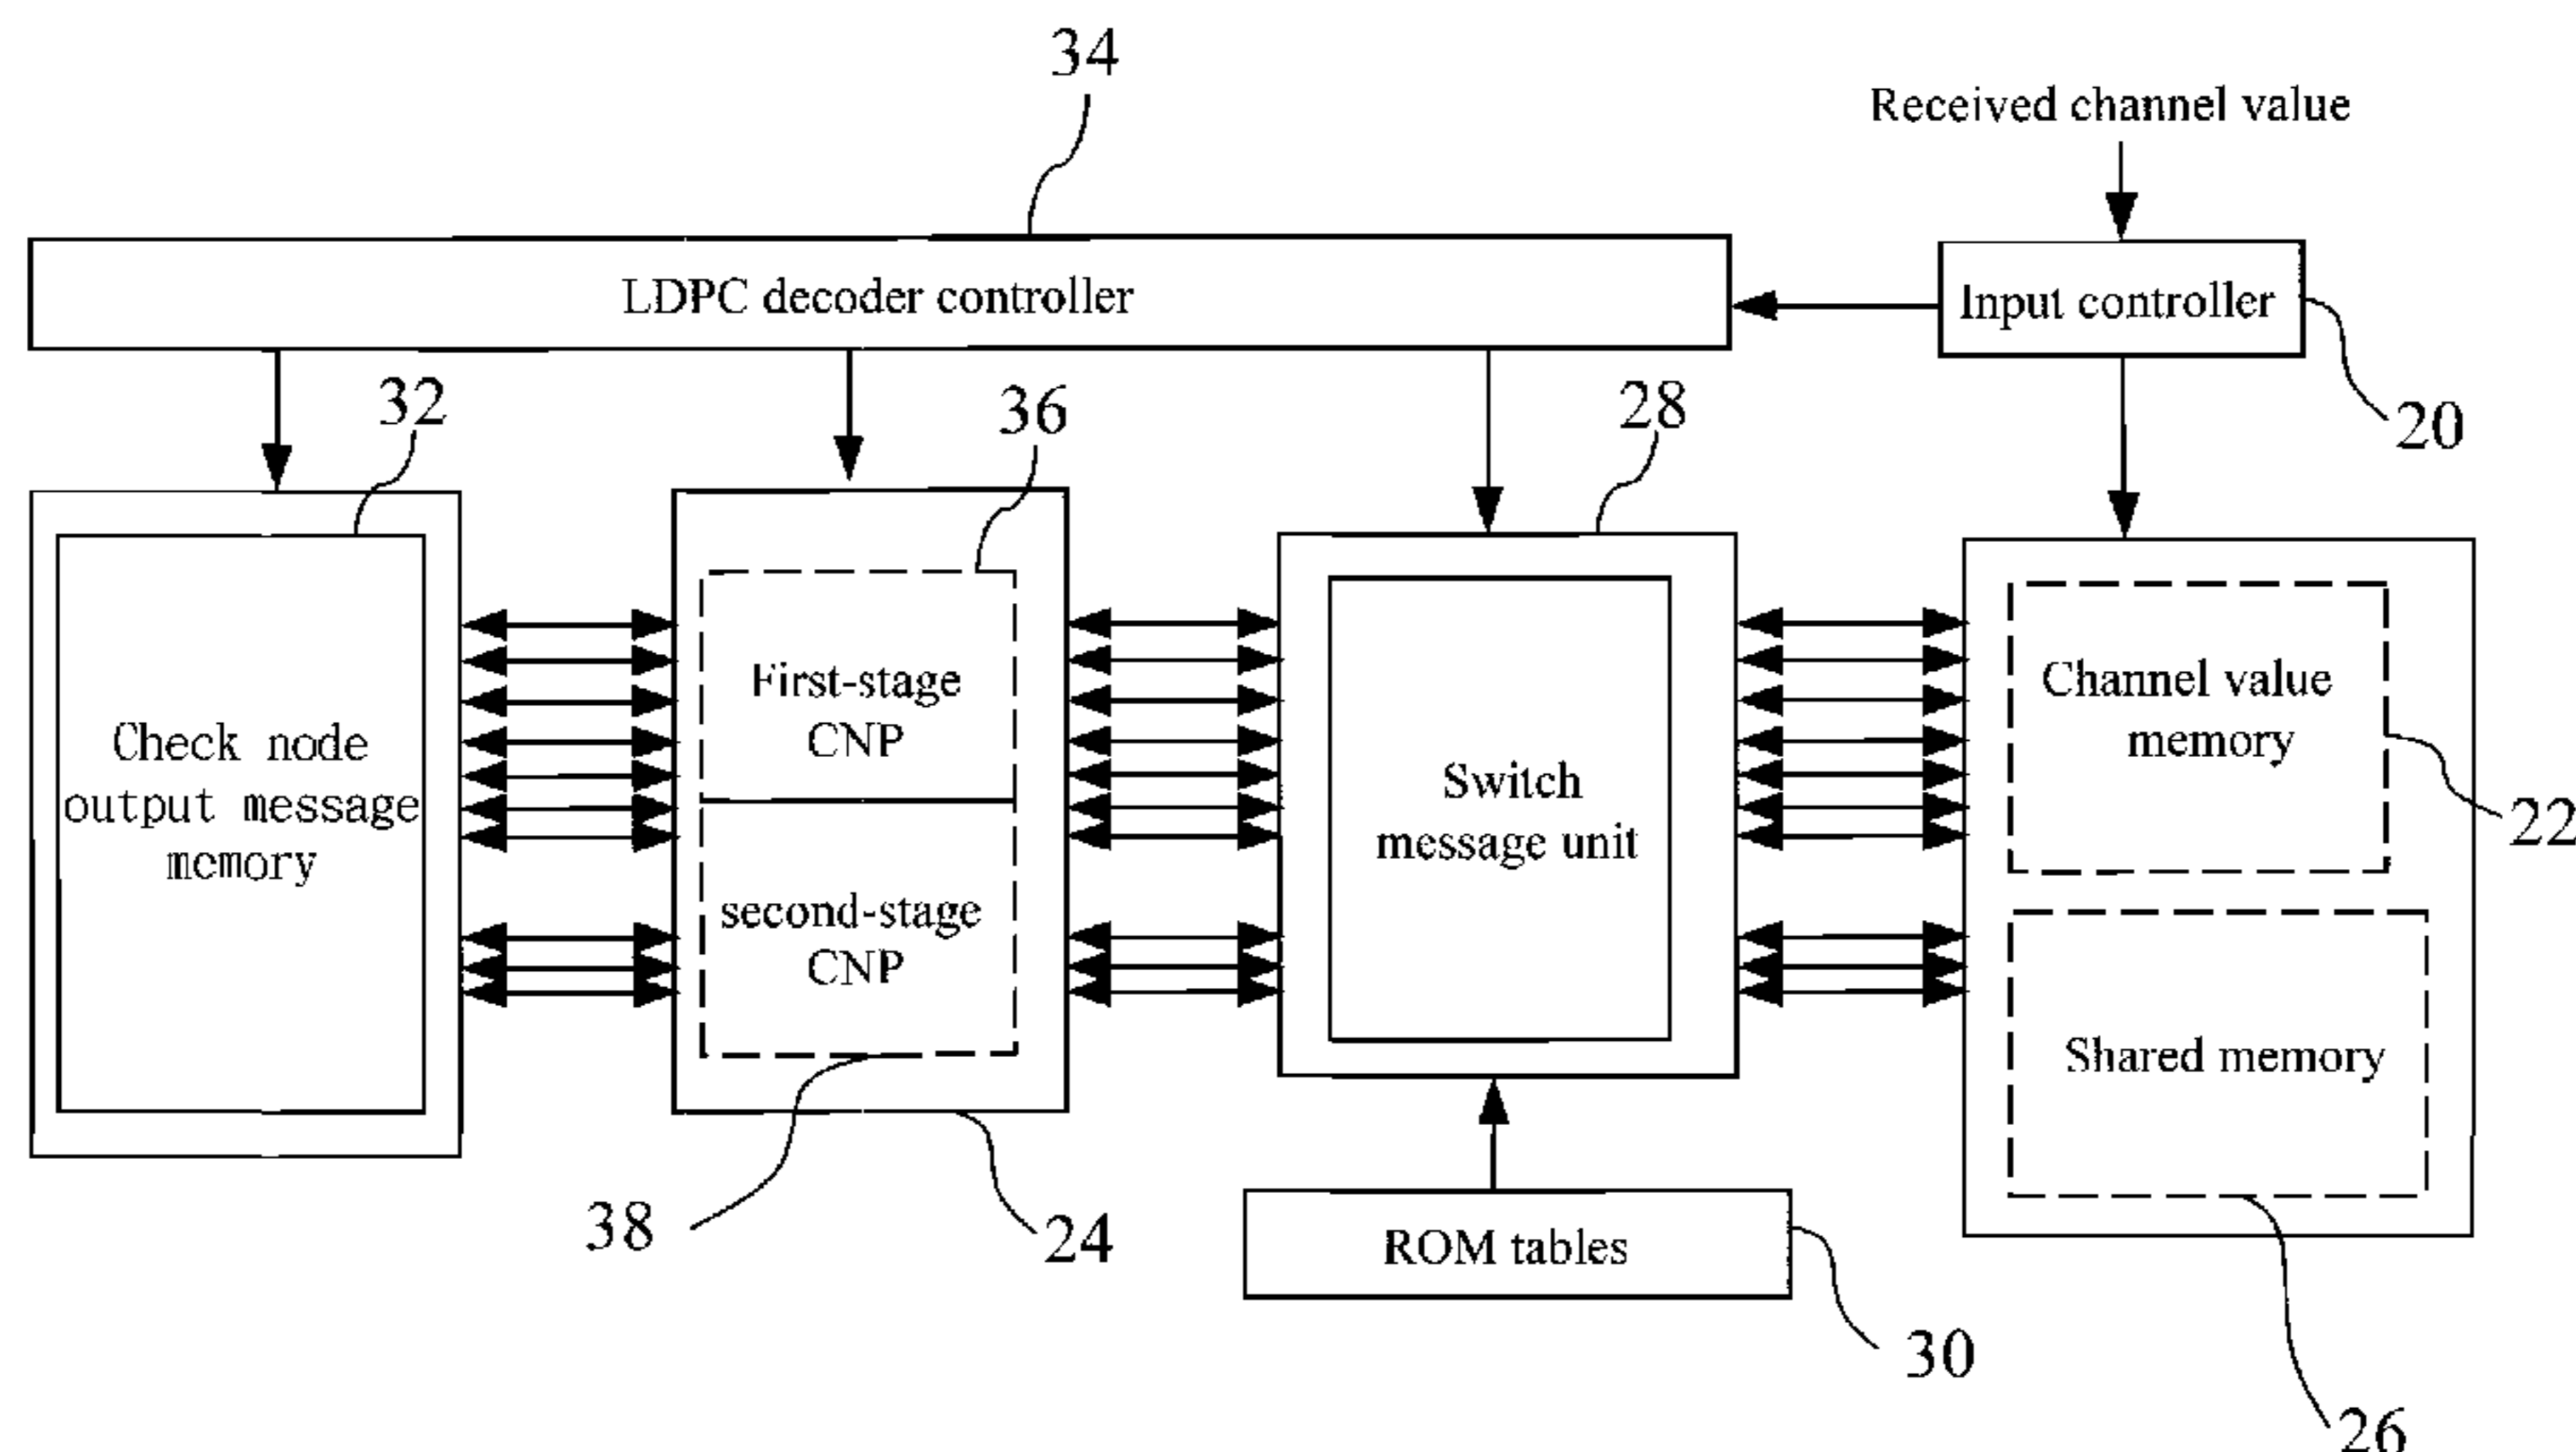 34
Received channel value
LDPC decoder controller
Input controller
20
32
36
28
Check node
output message
memory
First-stage
CNP
second-stage
CNP
Switch
message unit
Channel value
memory
22
Shared memory
38
24
ROM tables
30
26